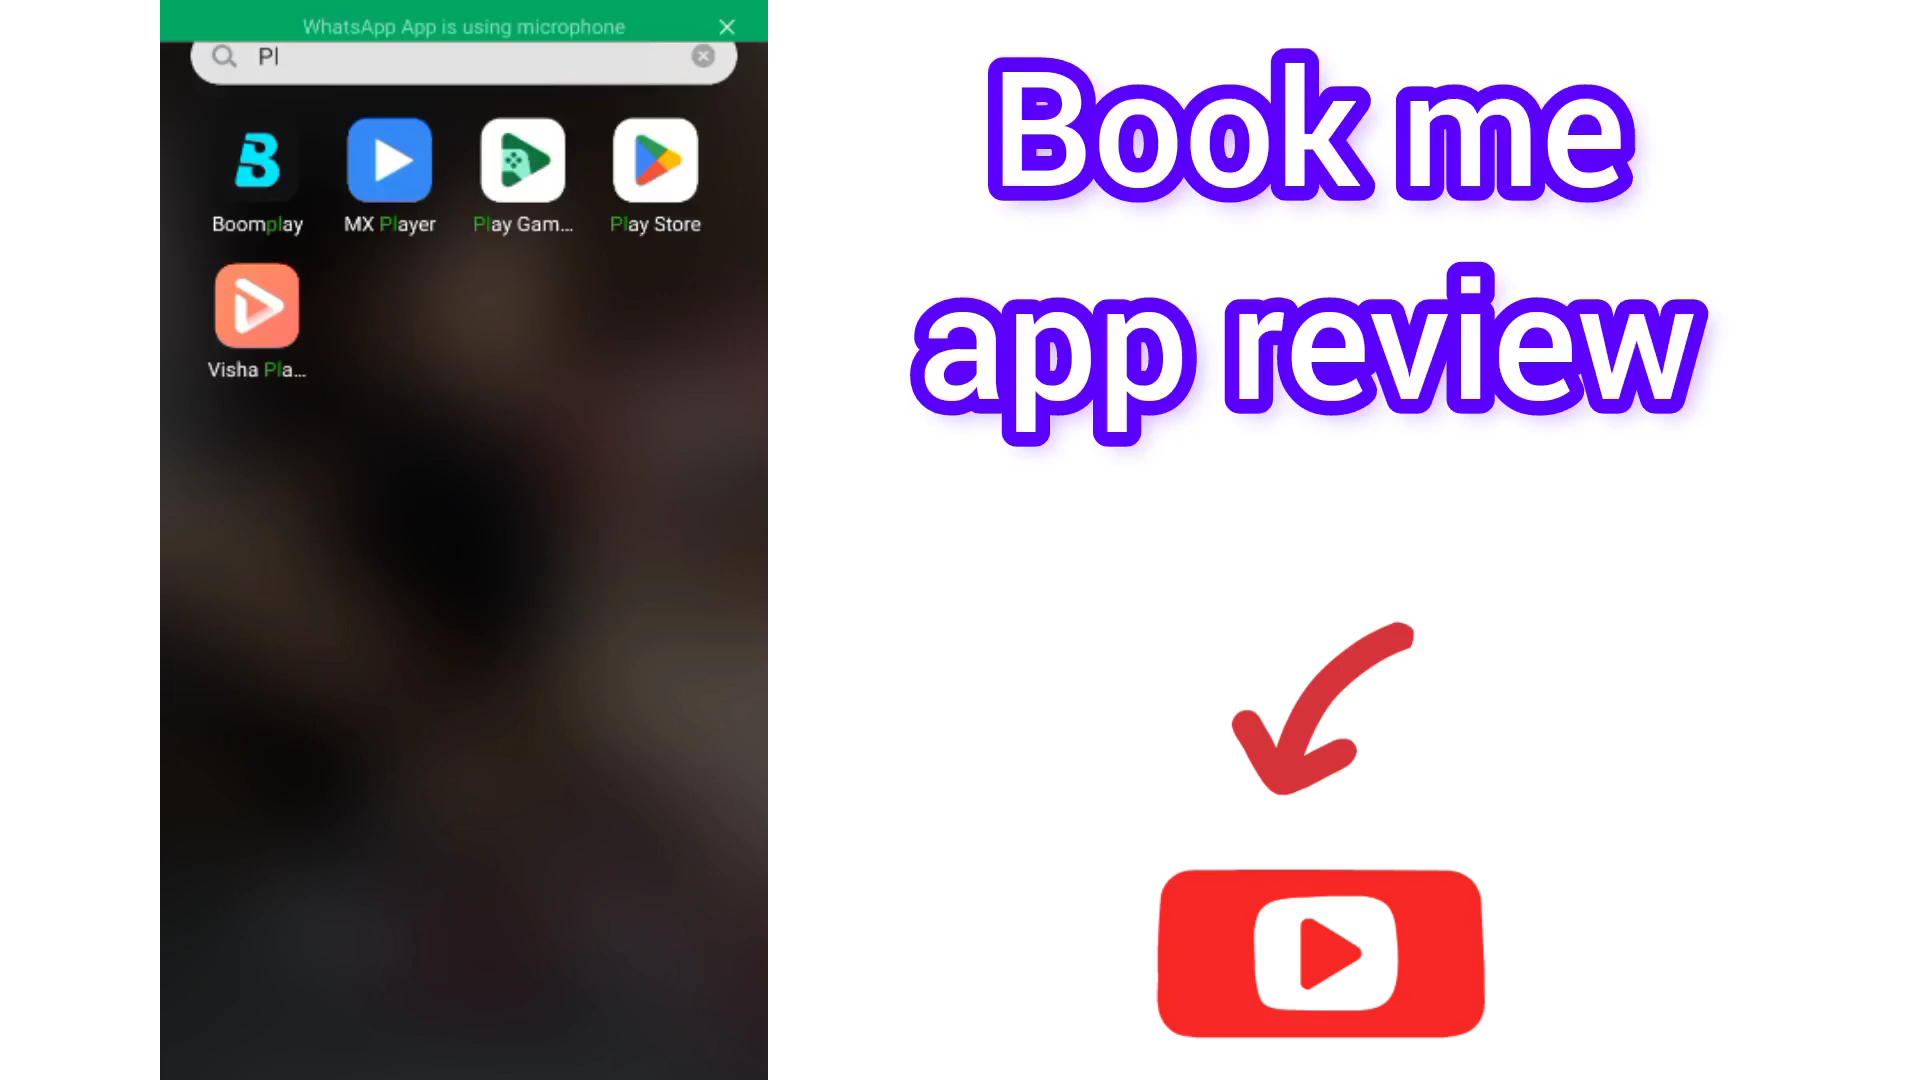 WhatsApp App is using microphone
Pl
Boomplay MX Player Play Gam... Play Store
Visha Pla...
Book me
app review